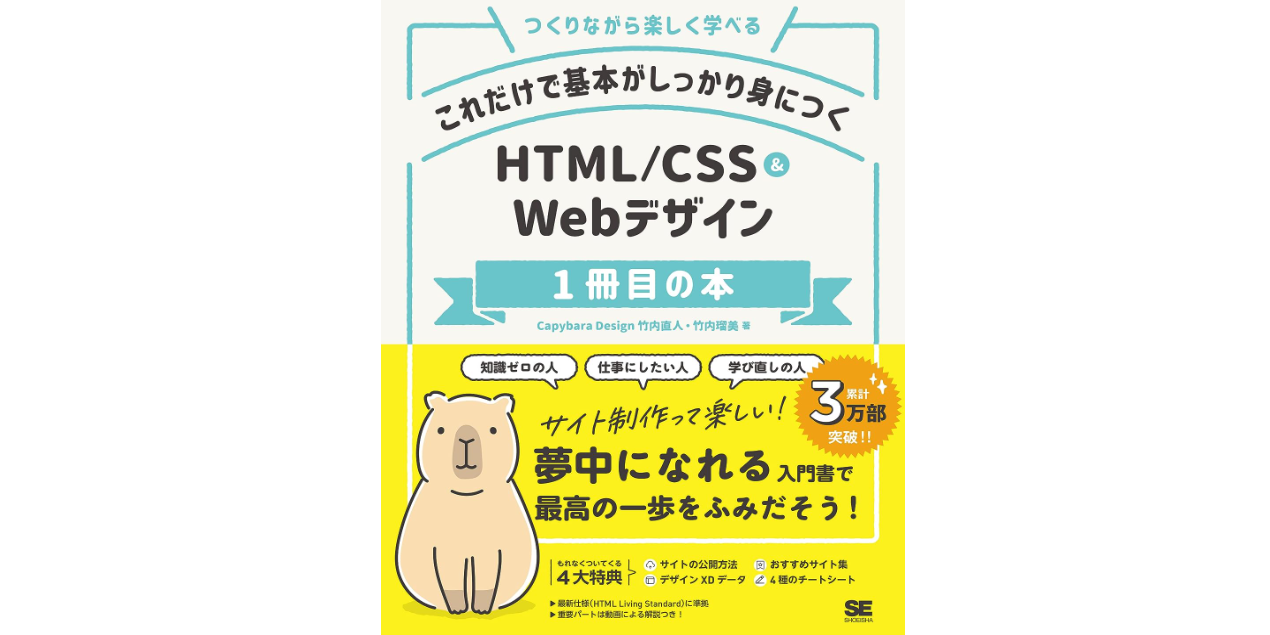 つくりながら楽しく学べる
これだけで基本がしっかり身につく
HTML/CSS &
Webデザイン
1冊目の本
Capybara Design 竹内直人・竹内瑠美 著
知識ゼロの人
仕事にしたい人
学び直しの人
累計
3万部
突破!!
サイト制作って楽しい!
夢中になれる入門書で
最高の一歩をふみだそう!
もれなくついてくる
4大特典
サイトの公開方法
おすすめサイト集
デザインXDデータ
4種のチートシート
▶最新仕様(HTML Living Standard)に準拠
▶重要パートは動画による解説つき!
SE
SHOEISHA